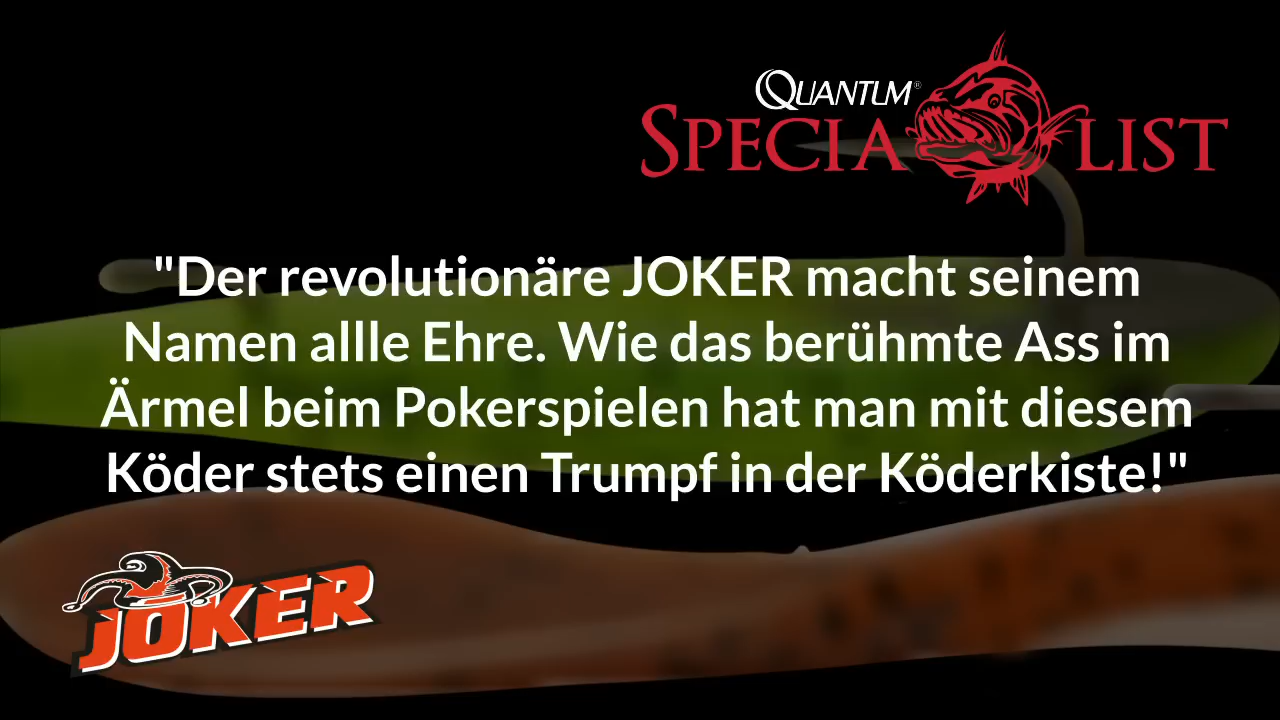 QUANTUM®
SPECIALIST
"Der revolutionäre JOKER macht seinem
Namen allle Ehre. Wie das berühmte Ass im
Ärmel beim Pokerspielen hat man mit diesem
Köder stets einen Trumpf in der Köderkiste!"
JOKER